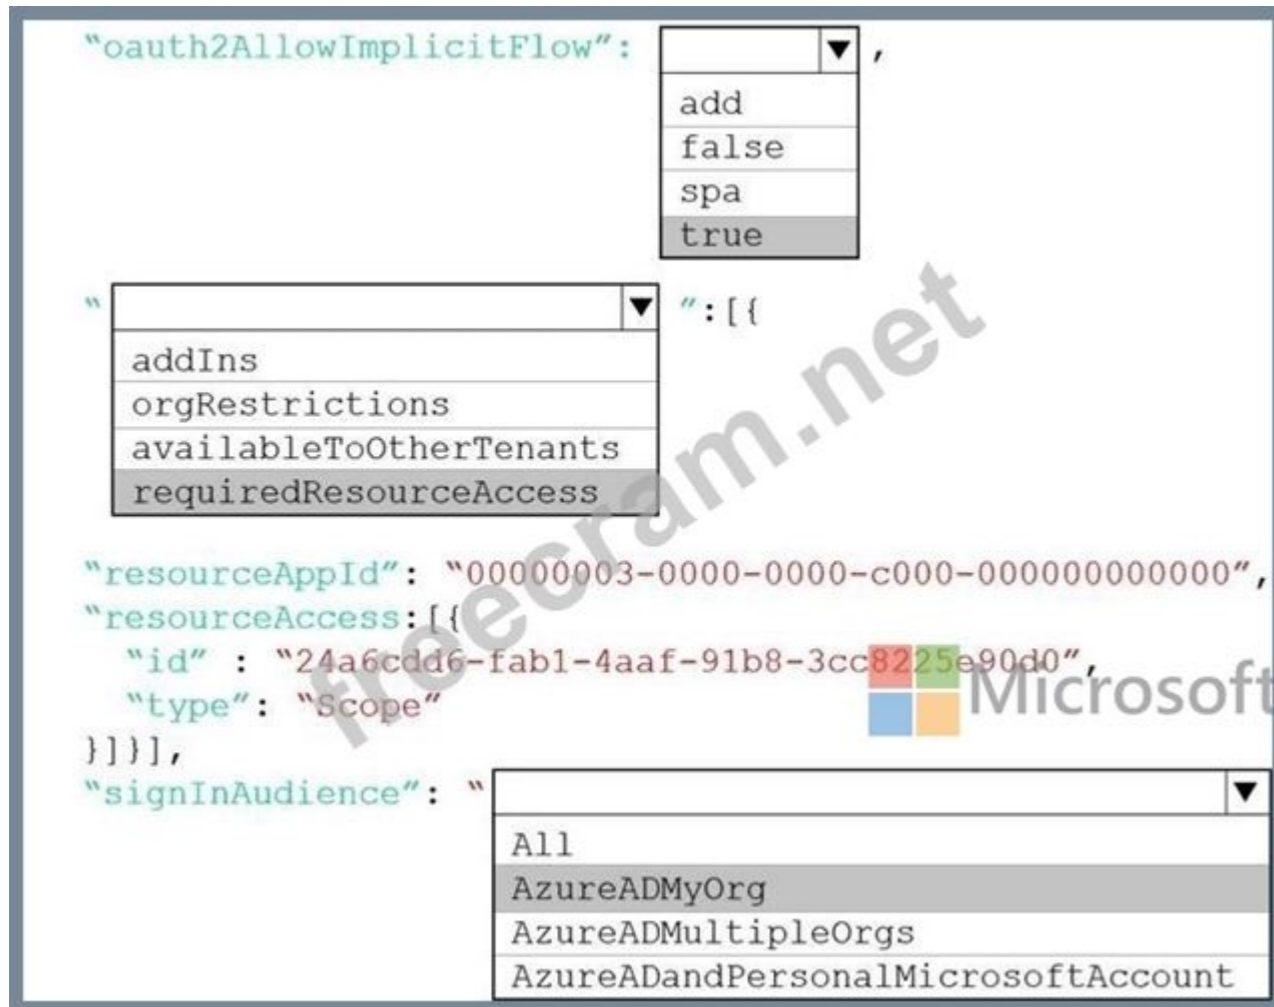 "oauth2AllowImplicitFlow": ▼ ,
add
false
spa
true
" ▼ ":[{
addIns
orgRestrictions
availableToOtherTenants
requiredResourceAccess
"resourceAppId": "00000003-0000-0000-c000-000000000000",
"resourceAccess:[{
"id" : "24a6cdd6-fab1-4aaf-91b8-3cc8225e90d0",
"type": "Scope"
}]}],
"signInAudience": " ▼
All
AzureADMyOrg
AzureADMultipleOrgs
AzureADandPersonalMicrosoftAccount
freecram.net
Microsoft